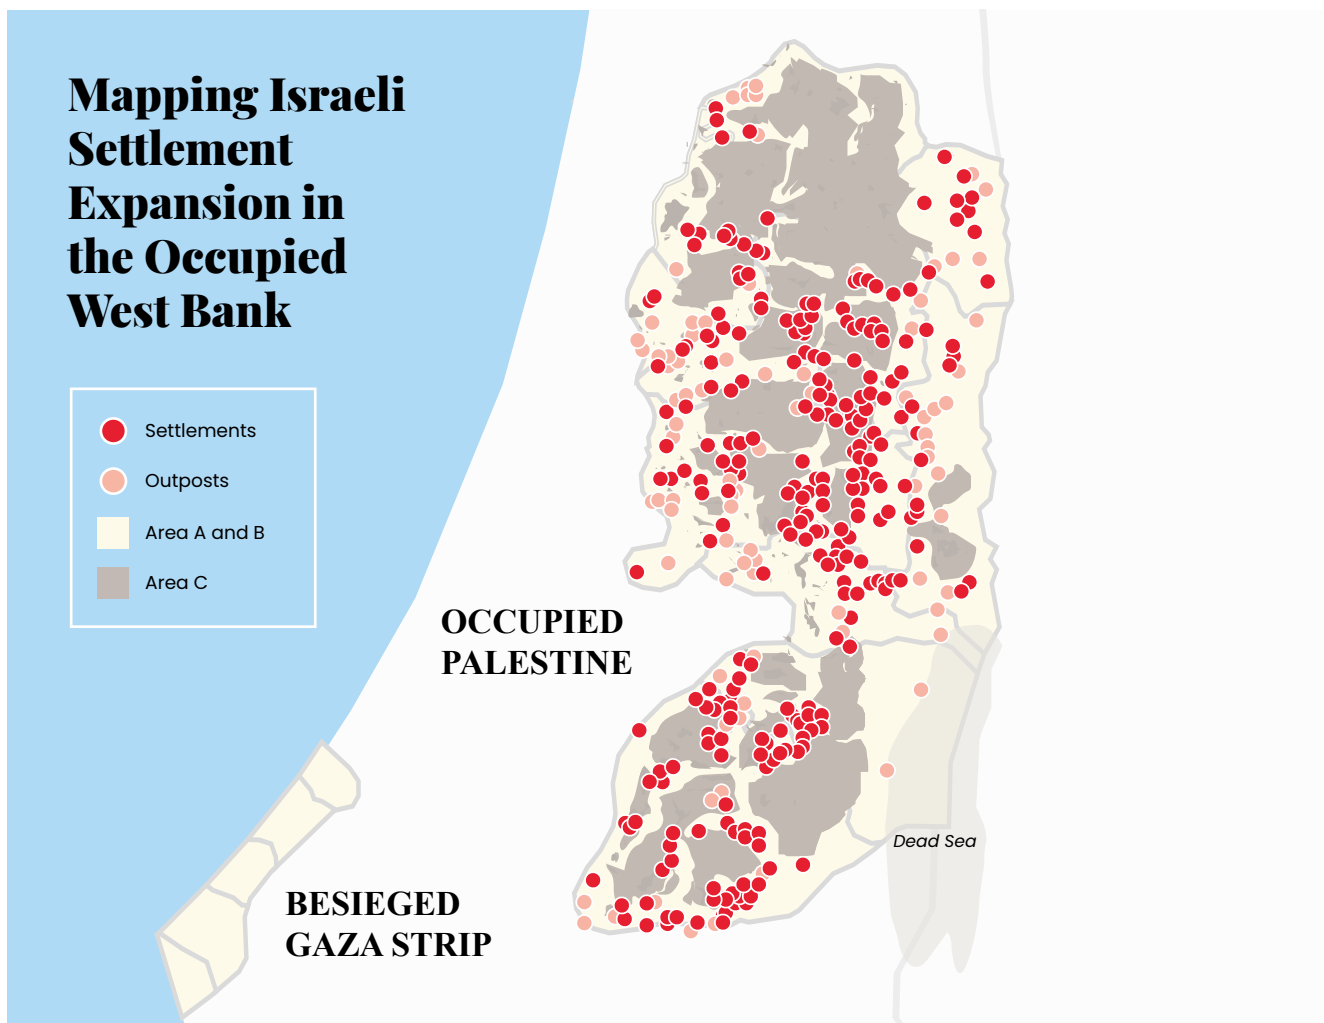 Mapping Israeli
Settlement
Expansion in
the Occupied
West Bank
Settlements
Outposts
Area A and B
Area C
OCCUPIED
PALESTINE
Dead Sea
BESIEGED
GAZA STRIP